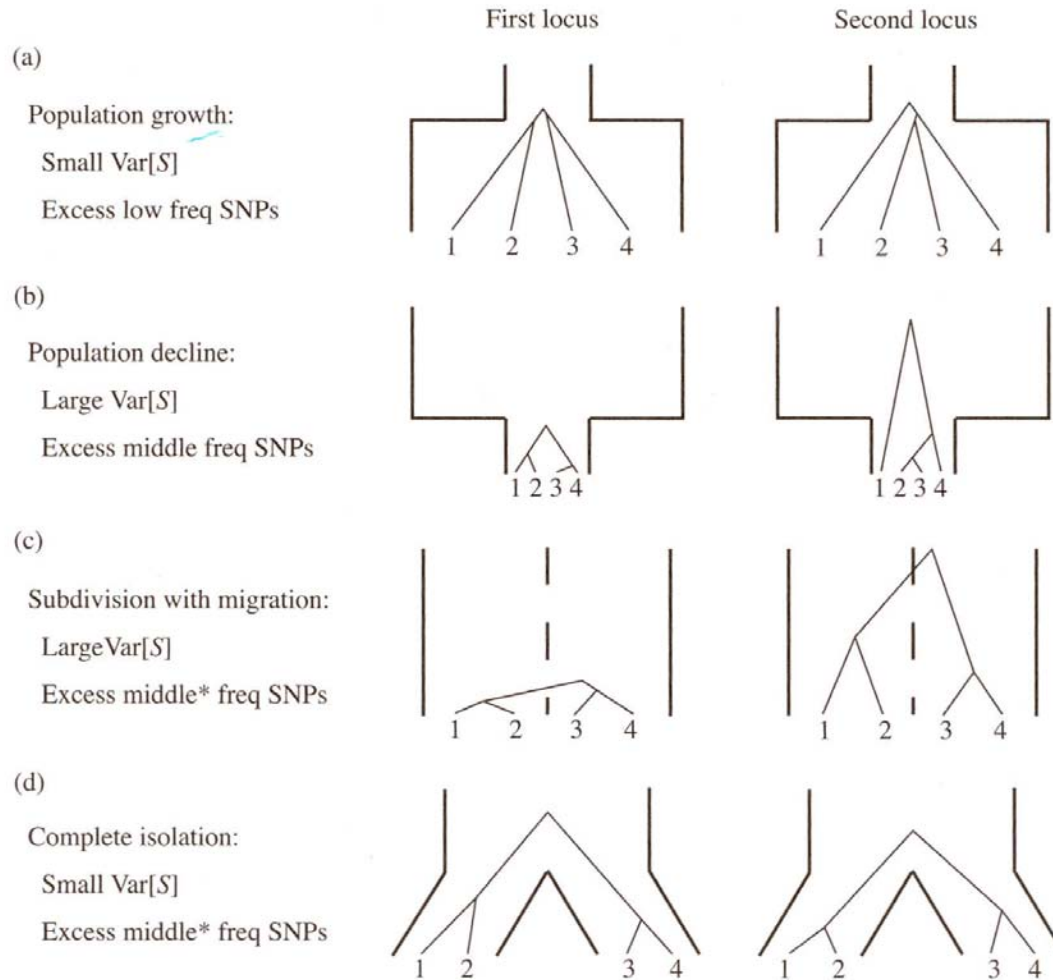 First locus Second locus
(a)
Population growth:
Small Var[S]
Excess low freq SNPs
1 2 3 4 1 2 3 4
(b)
Population decline:
Large Var[S]
Excess middle freq SNPs
1 2 3 4 1 2 3 4
(c)
Subdivision with migration:
LargeVar[S]
Excess middle* freq SNPs
1 2 3 4 1 2 3 4
(d)
Complete isolation:
Small Var[S]
Excess middle* freq SNPs
1 2 3 4 1 2 3 4